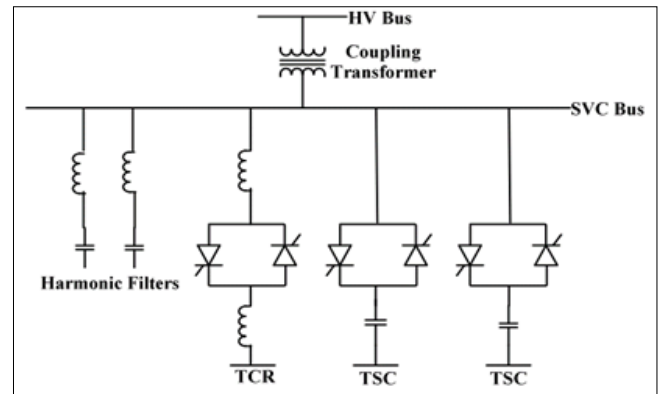 HV Bus
Coupling
Transformer
SVC Bus
Harmonic Filters
TCR
TSC
TSC